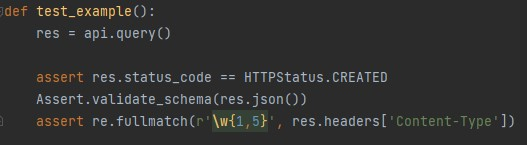 def test_example():
    res = api.query()

    assert res.status_code == HTTPStatus.CREATED
    Assert.validate_schema(res.json())
    assert re.fullmatch(r'\w{1,5}', res.headers['Content-Type'])